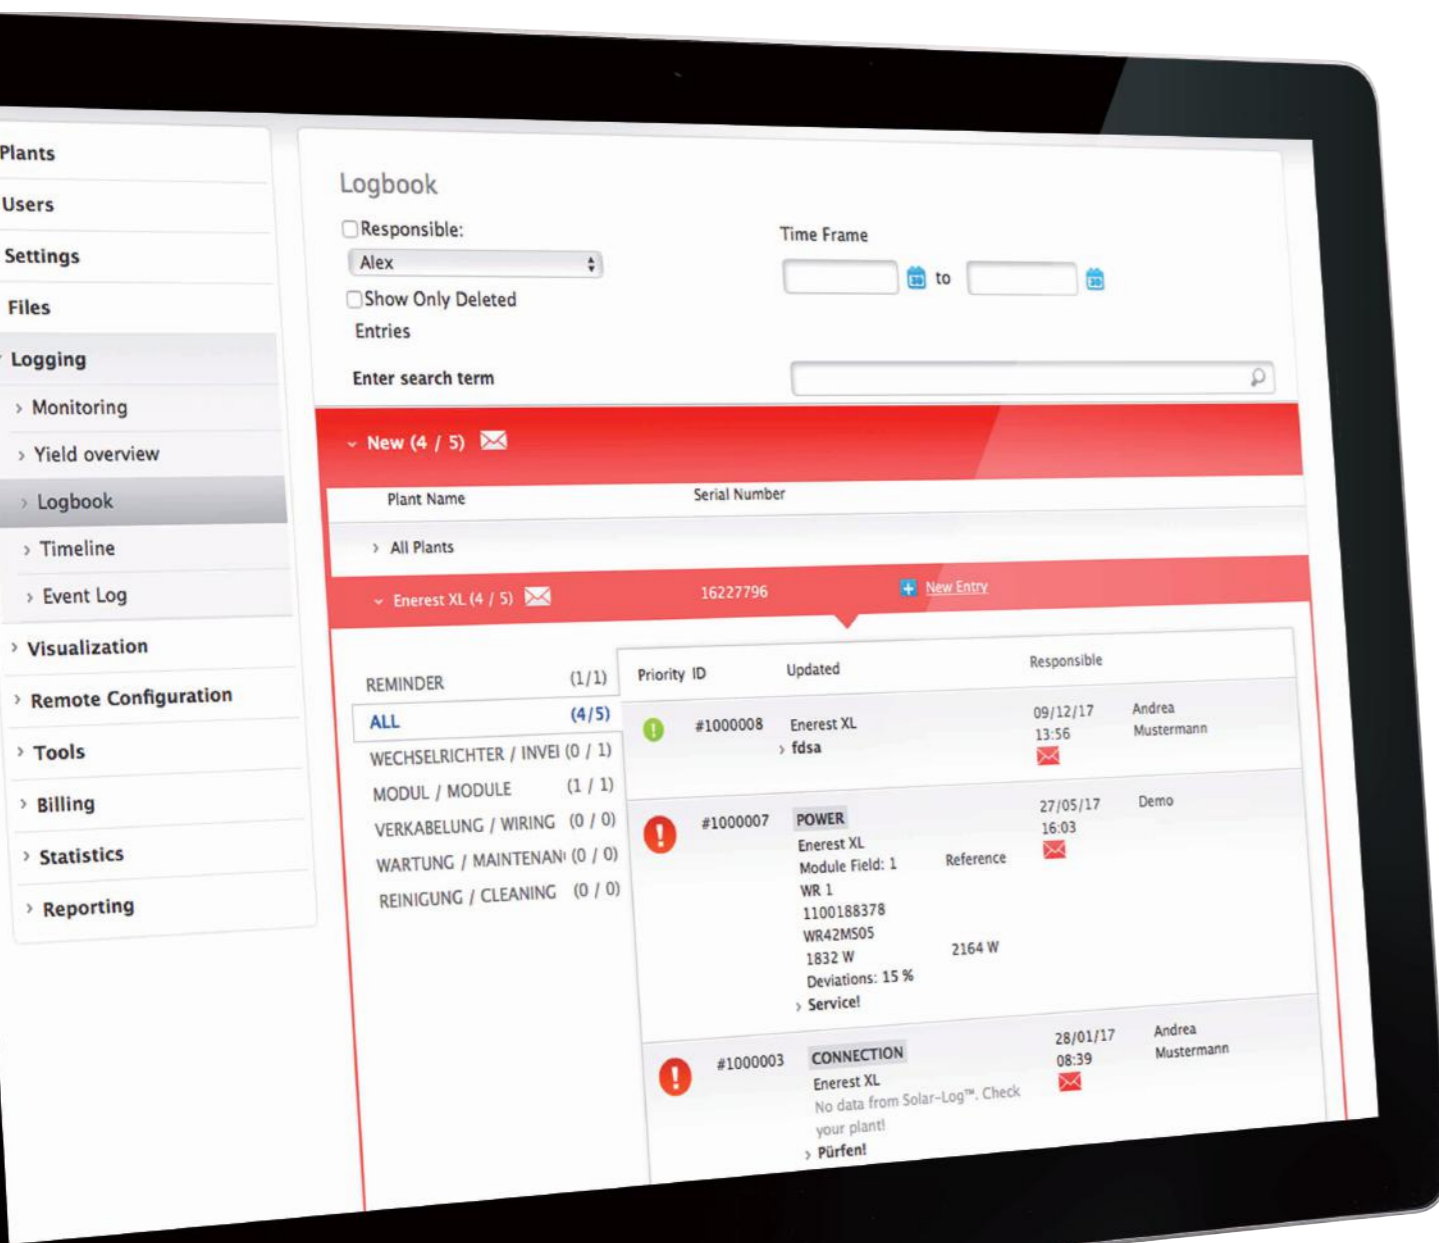 Plants
Users
Settings
Files
Logging
Monitoring
Yield overview
Logbook
Timeline
Event Log
Visualization
Remote Configuration
Tools
Billing
Statistics
Reporting
Logbook
Responsible:
Alex
Show Only Deleted
Entries
Time Frame
to
Enter search term
New (4 / 5)
Plant Name Serial Number
All Plants
Enerest XL (4 / 5) 16227796 New Entry
REMINDER (1/1)
ALL (4/5)
WECHSELRICHTER / INVEI (0 / 1)
MODUL / MODULE (1 / 1)
VERKABELUNG / WIRING (0 / 0)
WARTUNG / MAINTENAN (0 / 0)
REINIGUNG / CLEANING (0 / 0)
Priority ID Updated Responsible
#1000008 Enerest XL 09/12/17 Andrea
fdsa 13:56 Mustermann
#1000007 POWER 27/05/17 Demo
Enerest XL 16:03
Module Field: 1 Reference
WR 1
1100188378
WR42MS05
1832 W 2164 W
Deviations: 15 %
Service!
#1000003 CONNECTION 28/01/17 Andrea
Enerest XL 08:39 Mustermann
No data from Solar-Log™. Check
your plant!
Pürfen!